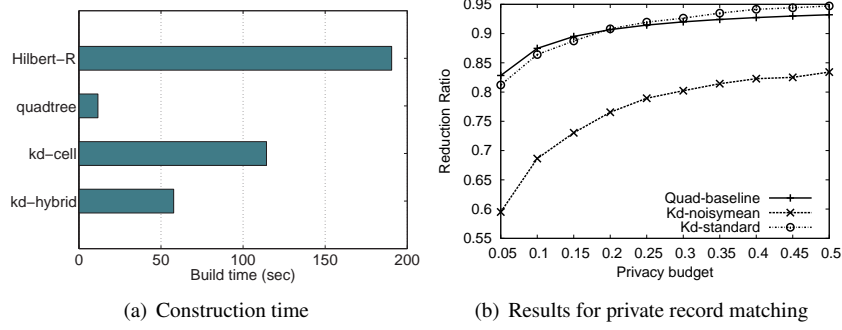 Hilbert−R
quadtree
kd−cell
kd−hybrid
0 50 100 150 200
Build time (sec)
(a) Construction time
0.95
0.9
0.85
0.8
0.75
0.7
0.65
0.6
0.55
Reduction Ratio
Quad-baseline
Kd-noisymean
Kd-standard
0.05 0.1 0.15 0.2 0.25 0.3 0.35 0.4 0.45 0.5
Privacy budget
(b) Results for private record matching